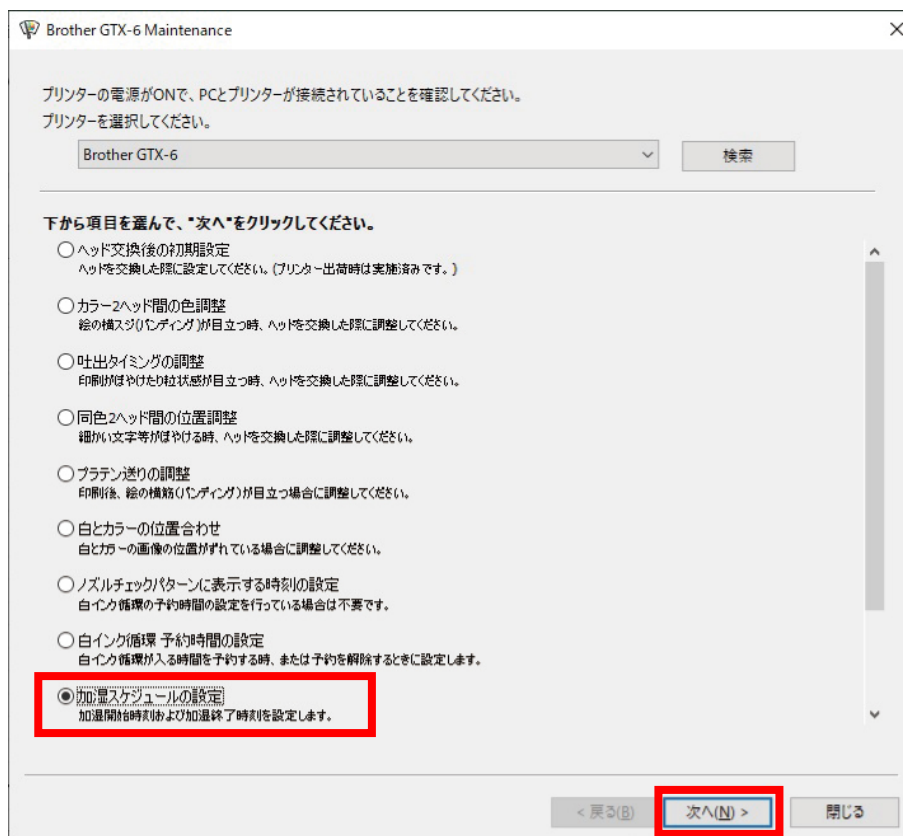 Brother GTX-6 Maintenance
プリンターの電源がONで、PCとプリンターが接続されていることを確認してください。
プリンターを選択してください。
Brother GTX-6
検索
下から項目を選んで、"次へ"をクリックしてください。
ヘッド交換後の初期設定
ヘッドを交換した際に設定してください。(プリンター出荷時は実施済みです。)
カラー2ヘッド間の色調整
絵の横スジ(バンディング)が目立つ時、ヘッドを交換した際に調整してください。
吐出タイミングの調整
印刷がぼやけたり粒状感が目立つ時、ヘッドを交換した際に調整してください。
同色2ヘッド間の位置調整
細かい文字等がぼやける時、ヘッドを交換した際に調整してください。
プラテン送りの調整
印刷後、絵の横筋(バンディング)が目立つ場合に調整してください。
白とカラーの位置合わせ
白とカラーの画像の位置がずれている場合に調整してください。
ノズルチェックパターンに表示する時刻の設定
白インク循環の予約時間の設定を行っている場合は不要です。
白インク循環 予約時間の設定
白インク循環が入る時間を予約する時、または予約を解除するときに設定します。
加湿スケジュールの設定
加湿開始時刻および加湿終了時刻を設定します。
< 戻る(B)
次へ(N) >
閉じる